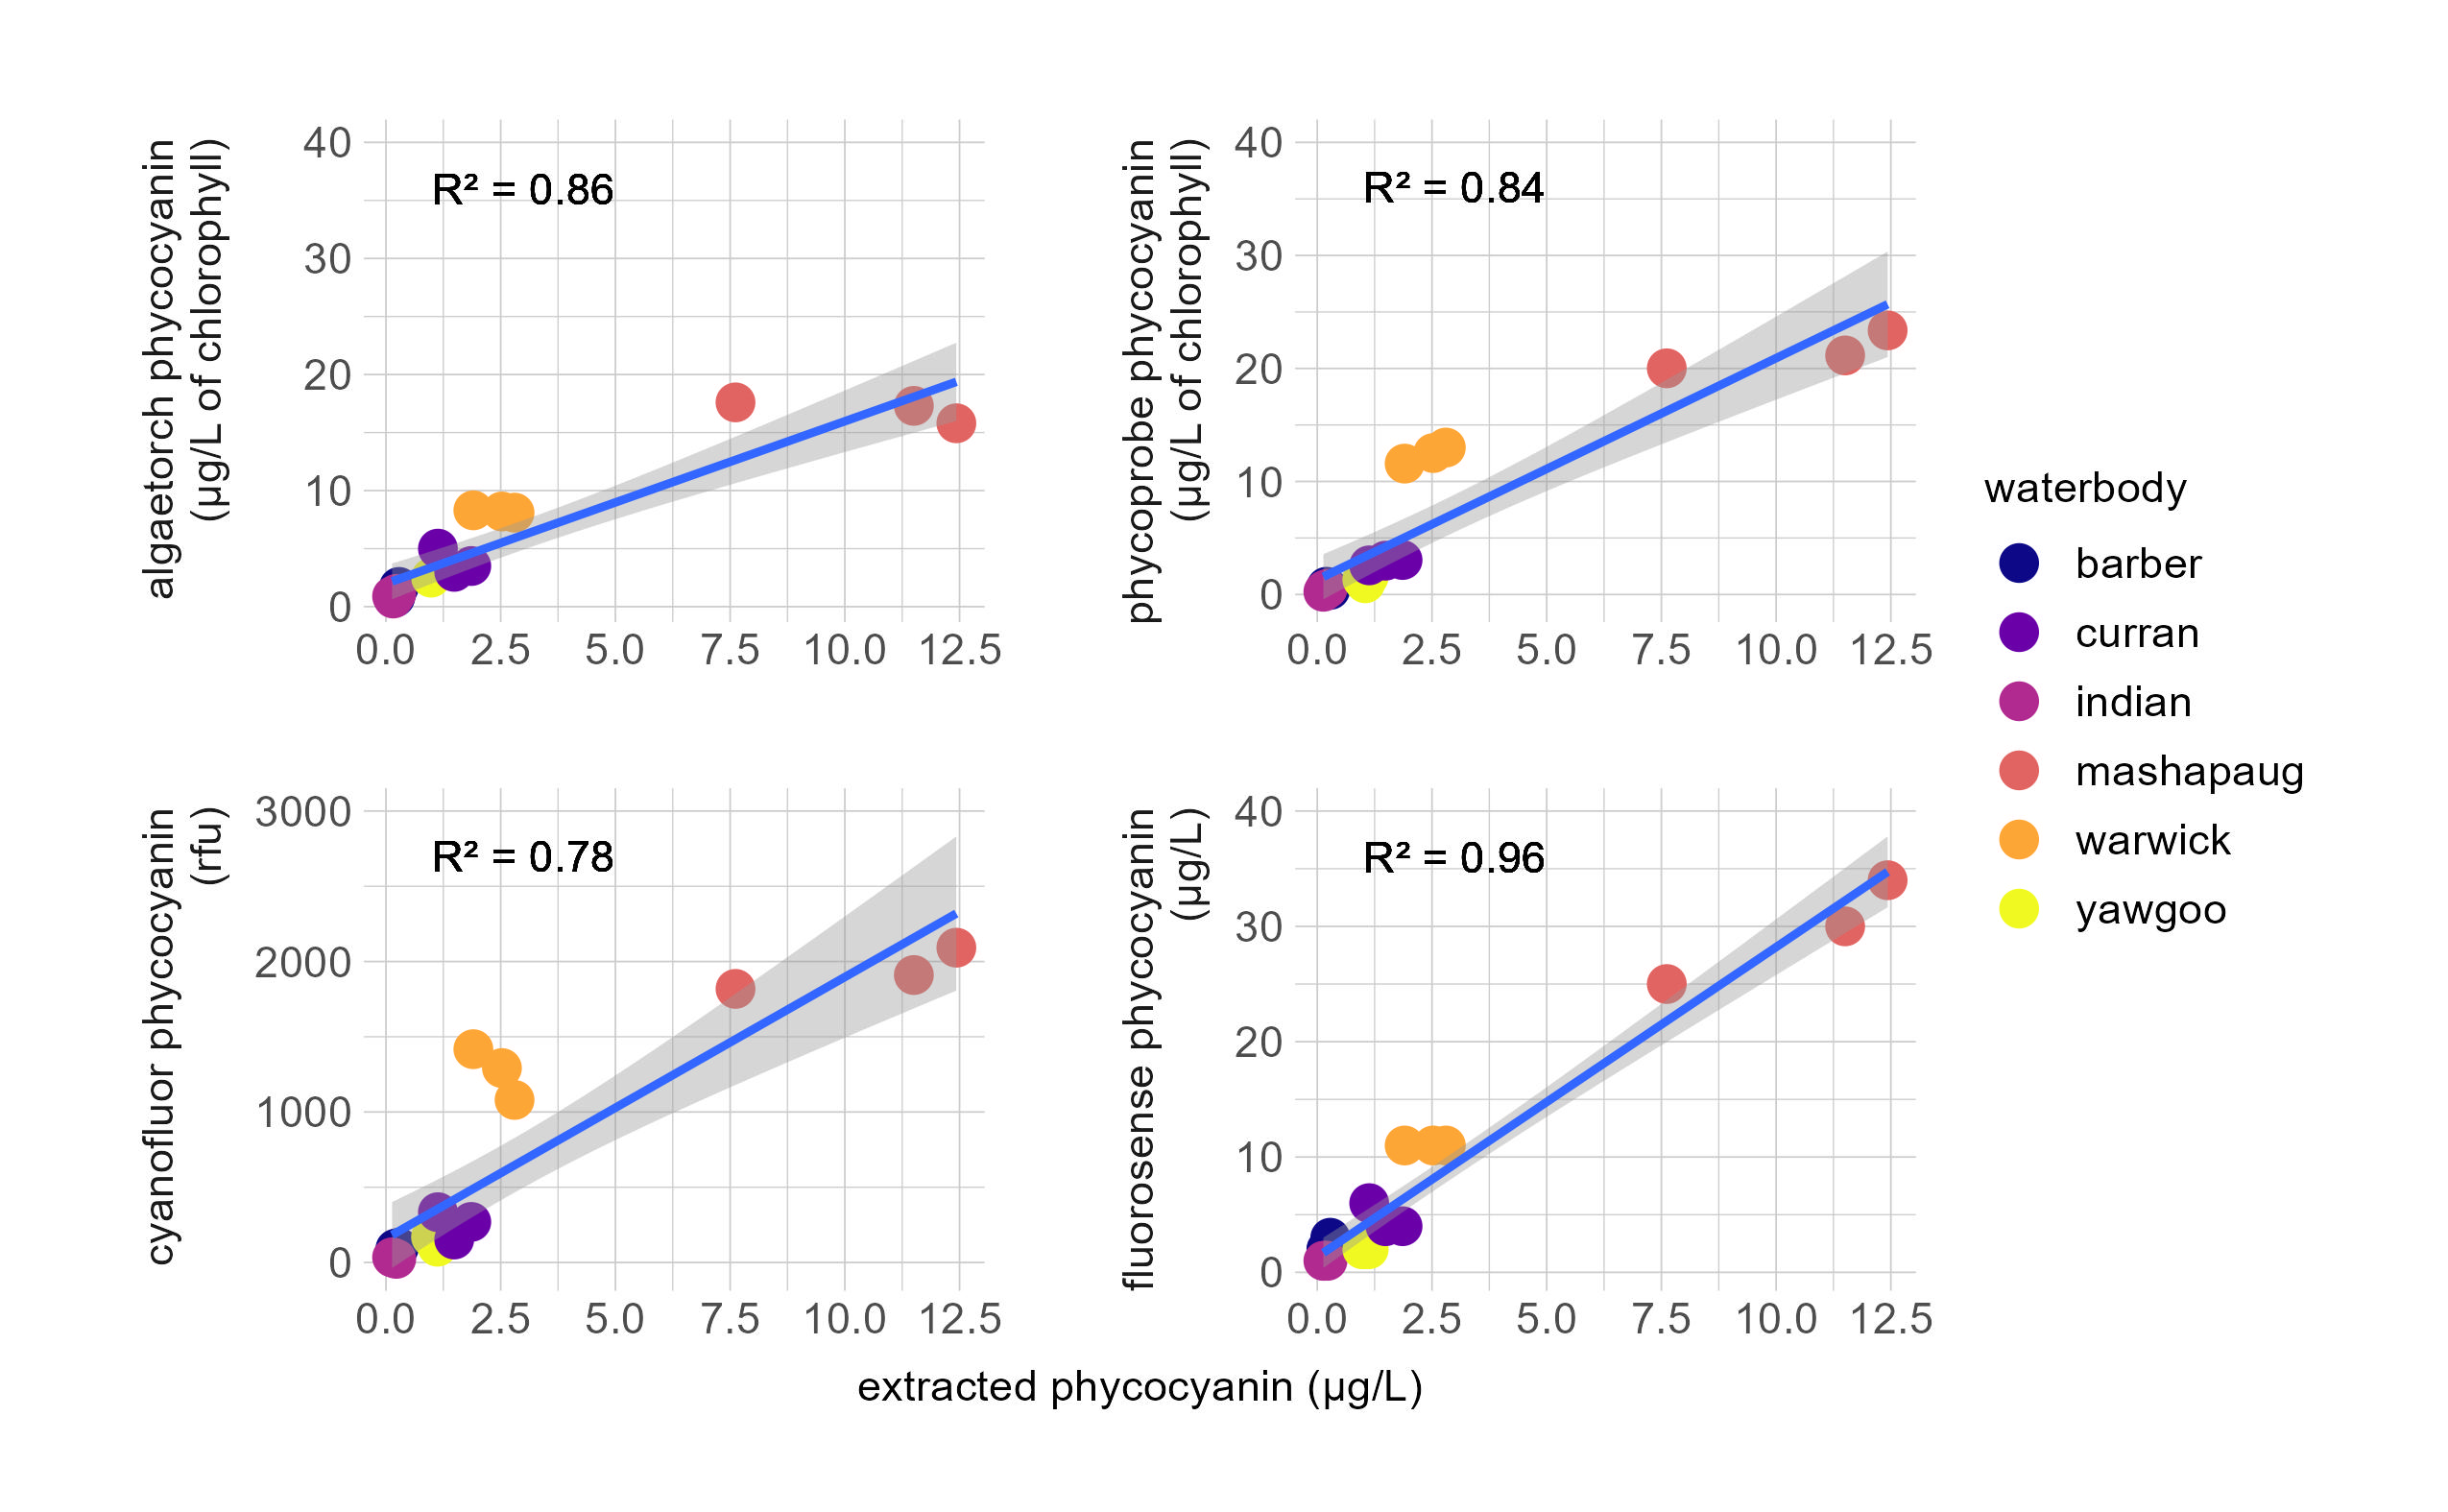 algaetorch phycocyanin
(µg/L of chlorophyll)
40
30
20
10
0
R² = 0.86
0.0 2.5 5.0 7.5 10.0 12.5
phycoprobe phycocyanin
(µg/L of chlorophyll)
40
30
20
10
0
R² = 0.84
0.0 2.5 5.0 7.5 10.0 12.5
cyanofluor phycocyanin
(rfu)
3000
2000
1000
0
R² = 0.78
0.0 2.5 5.0 7.5 10.0 12.5
fluorosense phycocyanin
(µg/L)
40
30
20
10
0
R² = 0.96
0.0 2.5 5.0 7.5 10.0 12.5
extracted phycocyanin (µg/L)
waterbody
barber
curran
indian
mashapaug
warwick
yawgoo